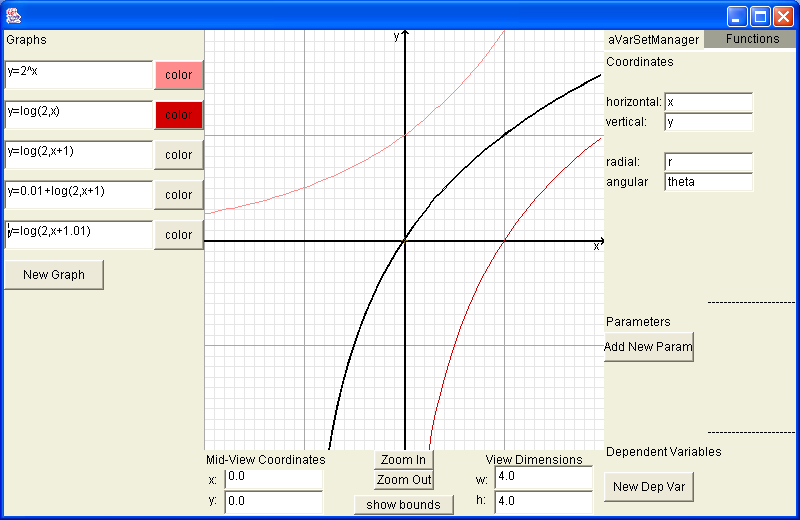 Graphs
y=2^x
color
y=log(2,x)
color
y=log(2,x+1)
color
y=0.01+log(2,x+1)
color
y=log(2,x+1.01)
color
New Graph
y
x
Mid-View Coordinates
x: 0.0
y: 0.0
Zoom In
Zoom Out
show bounds
View Dimensions
w: 4.0
h: 4.0
aVarSetManager
Functions
Coordinates
horizontal: x
vertical: y
radial: r
angular theta
Parameters
Add New Param
Dependent Variables
New Dep Var